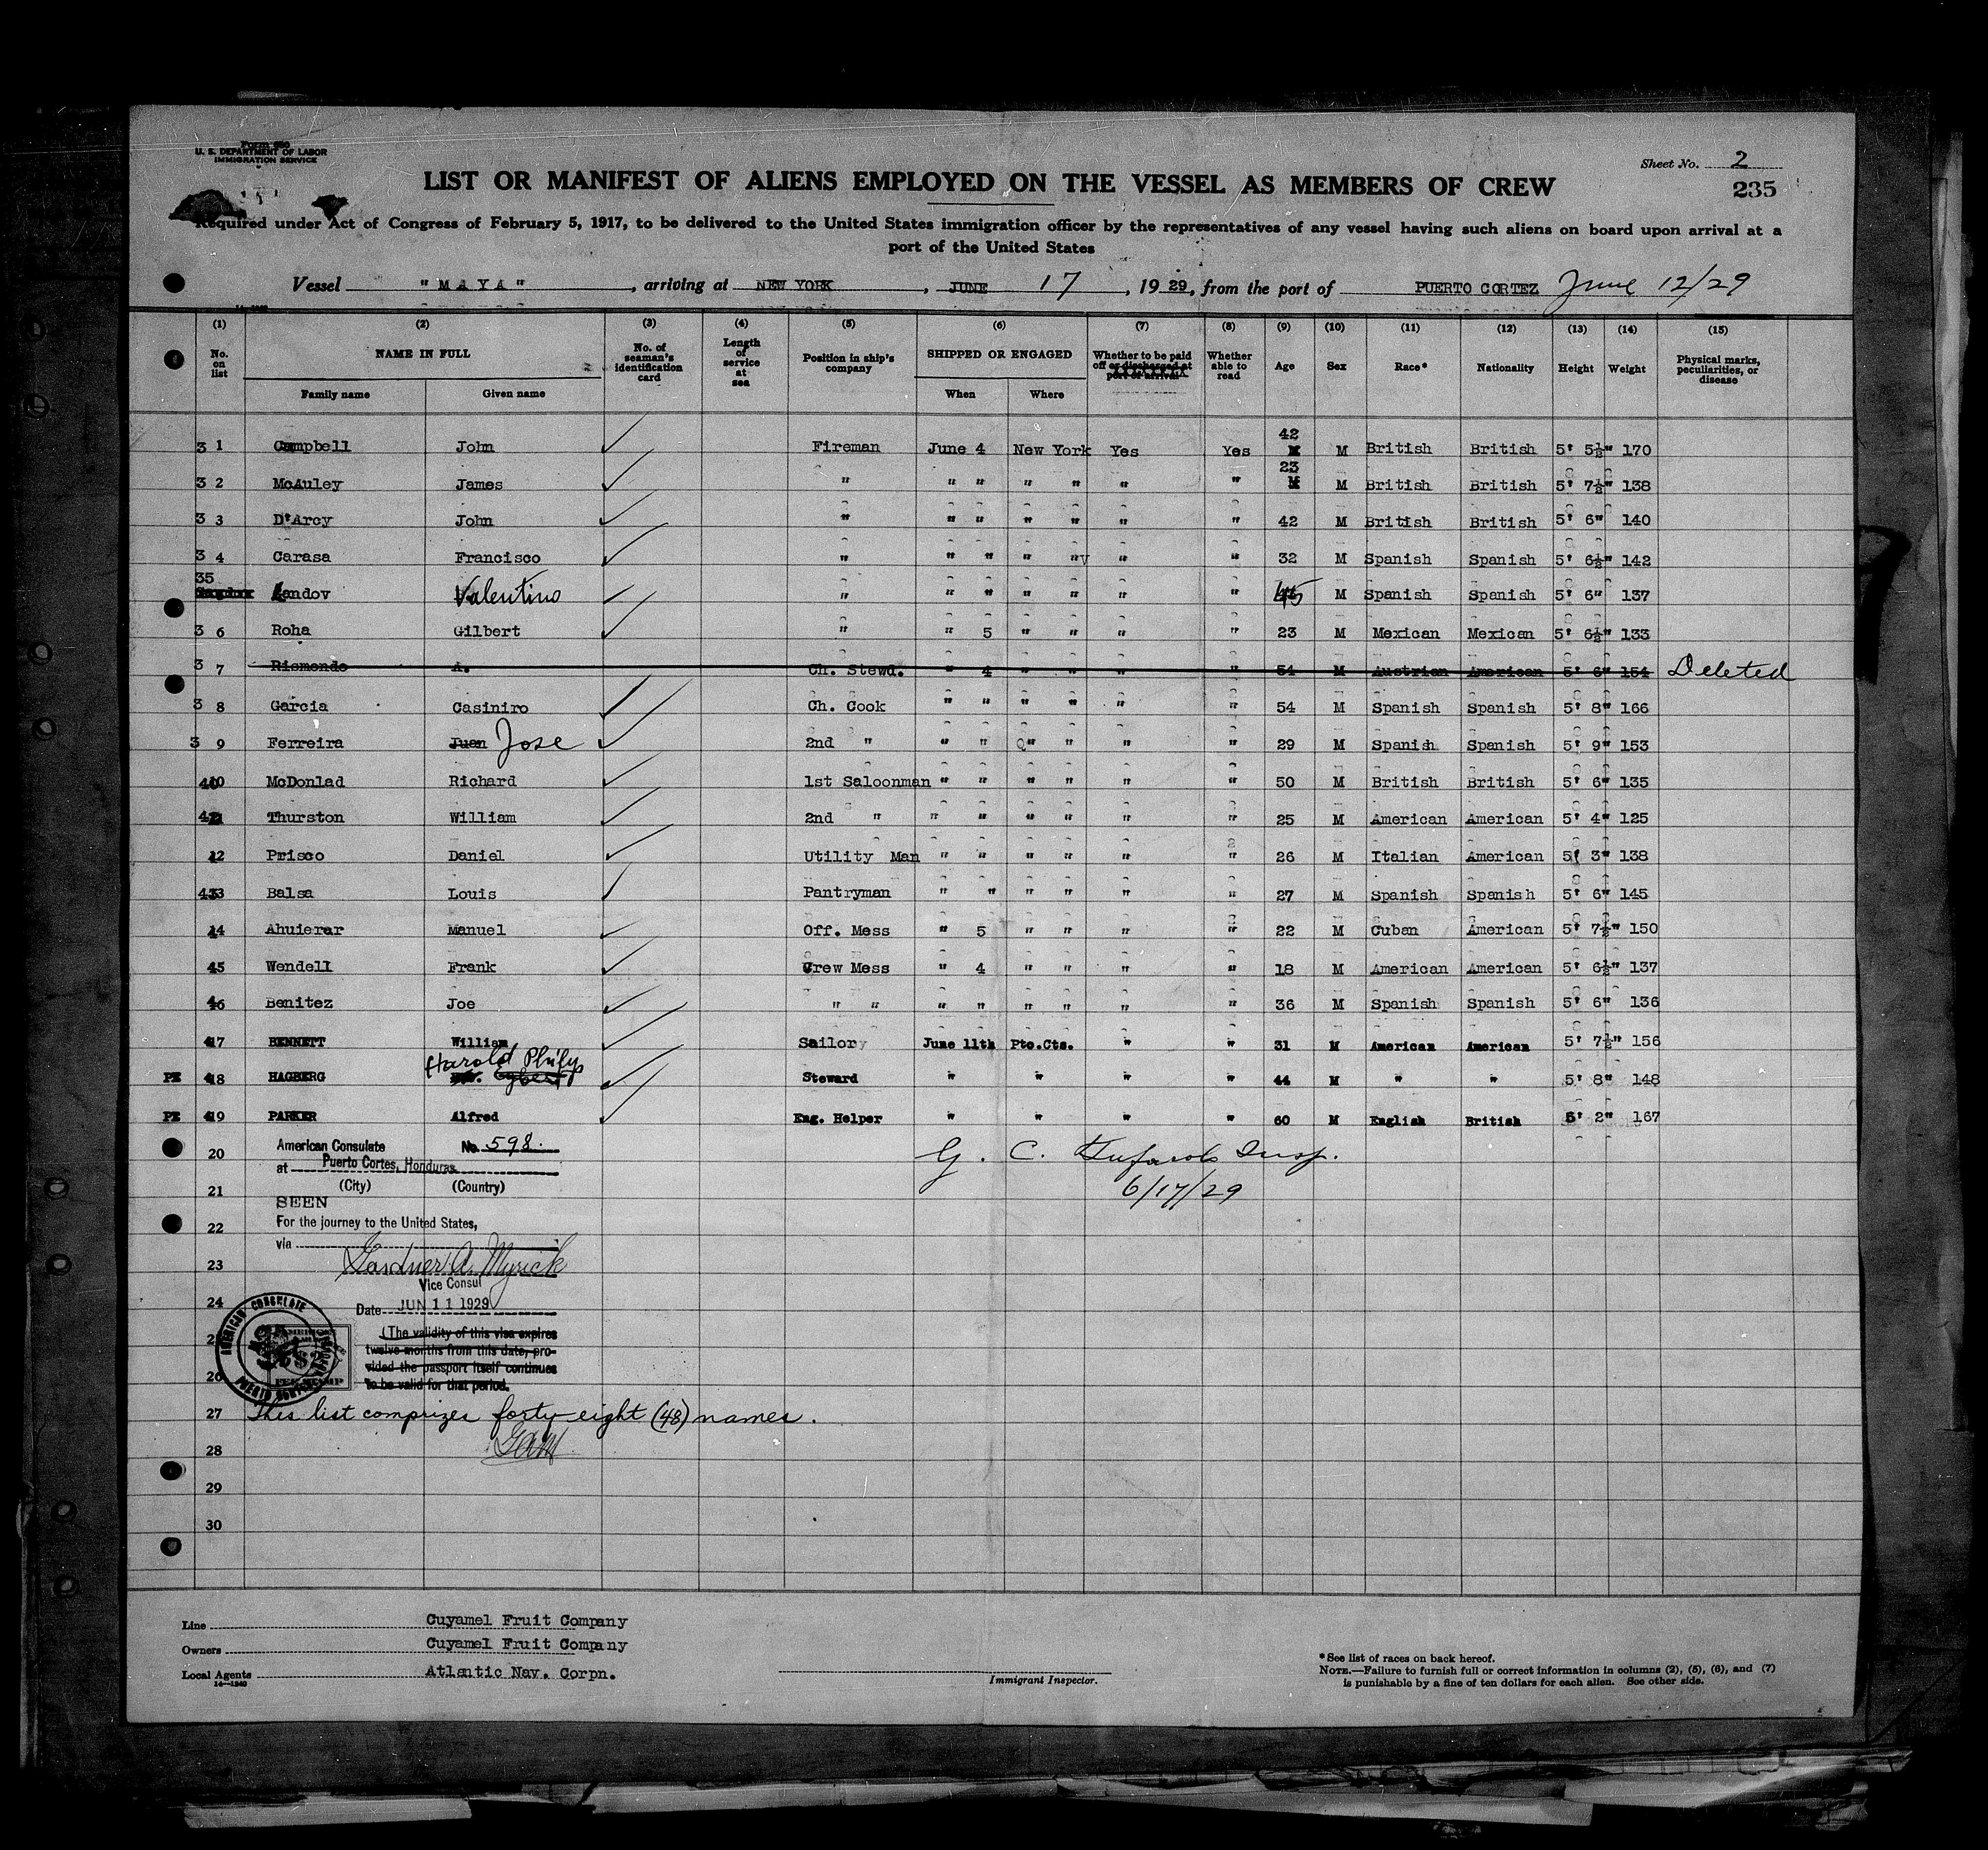 Form 680
U. S. DEPARTMENT OF LABOR
IMMIGRATION SERVICE
Sheet No. 2
235
LIST OR MANIFEST OF ALIENS EMPLOYED ON THE VESSEL AS MEMBERS OF CREW
Required under Act of Congress of February 5, 1917, to be delivered to the United States immigration officer by the representatives of any vessel having such aliens on board upon arrival at a
port of the United States
Vessel "MAYA", arriving at NEW YORK, JUNE 17, 1929, from the port of PUERTO CORTEZ June 12/29
(1) (2) (3) (4) (5) (6) (7) (8) (9) (10) (11) (12) (13) (14) (15)
No. on list NAME IN FULL No. of seaman's identification card Length of service at sea Position in ship's company SHIPPED OR ENGAGED Whether to be paid off or discharged at port of arrival Whether able to read Age Sex Race* Nationality Height Weight Physical marks, peculiarities, or disease
Family name Given name When Where
31 Campbell John Fireman June 4 New York Yes Yes 42 M British British 5' 5½" 170
32 McAuley James " " " " " " " 23 M British British 5' 7½" 138
33 D'Arcy John " " " " " " " 42 M British British 5' 6" 140
34 Carasa Francisco " " " " " " " 32 M Spanish Spanish 5' 6½" 142
35 andov Valentino " " " " " " " 45 M Spanish Spanish 5' 6" 137
36 Roha Gilbert " " 5 " " " " 23 M Mexican Mexican 5' 6½" 133
37 Rismondo A. Ch. Stewd. " 4 " " " " 54 M Austrian American 5' 6" 154 Deleted
38 Garcia Casiniro Ch. Cook " " " " " " 54 M Spanish Spanish 5' 8" 166
39 Ferreira Juan Jose 2nd " " " " " " " 29 M Spanish Spanish 5' 9" 153
40 McDonlad Richard 1st Saloonman " " " " " " 50 M British British 5' 6" 135
Thurston William 2nd " " " " " " " 25 M American American 5' 4" 125
42 Prisco Daniel Utility Man " " " " " " 26 M Italian American 5' 3" 138
43 Balsa Louis Pantryman " " " " " " 27 M Spanish Spanish 5' 6" 145
44 Ahuierar Manuel Off. Mess " 5 " " " " 22 M Cuban American 5' 7½" 150
45 Wendell Frank Crew Mess " 4 " " " " 18 M American American 5' 6½" 137
46 Benitez Joe " " " " " " " " 36 M Spanish Spanish 5' 6" 136
47 BENNETT William Sailor June 11th Pto.Cts. " " 31 M American American 5' 7½" 156
Harold Philip
PE 48 HAGBERG Steward " " " " 44 M " " 5' 8" 148
PE 49 PARKER Alfred Eng. Helper " " " " 60 M English British 5' 2" 167
20 American Consulate No. 598. G. C. Insp.
at Puerto Cortes, Honduras
(City) (Country) 6/17/29
21
SEEN
22 For the journey to the United States,
via
23 Gardner A. Myrick
Vice Consul
24 Date JUN 11 1929
AMERICAN CONSULATE
(The validity of this visa expires
twelve months from this date, pro-
vided the passport itself continues
To be valid for that period.
FEE STAMP
27 This list comprizes forty-eight (48) names.
GAM
28
29
30
Line Cuyamel Fruit Company
Owners Cuyamel Fruit Company
Local Agents Atlantic Nav. Corpn.
14—1240
Immigrant Inspector.
*See list of races on back hereof.
NOTE.—Failure to furnish full or correct information in columns (2), (5), (6), and (7)
is punishable by a fine of ten dollars for each alien. See other side.